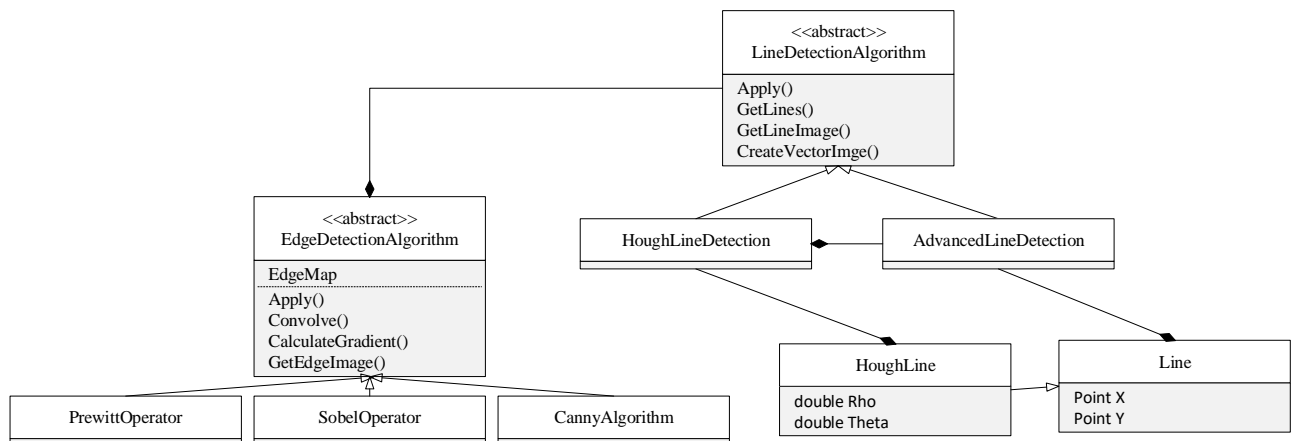 <<abstract>>
LineDetectionAlgorithm
Apply()
GetLines()
GetLineImage()
CreateVectorImge()
<<abstract>>
EdgeDetectionAlgorithm
EdgeMap
Apply()
Convolve()
CalculateGradient()
GetEdgeImage()
HoughLineDetection
AdvancedLineDetection
HoughLine
double Rho
double Theta
Line
Point X
Point Y
PrewittOperator
SobelOperator
CannyAlgorithm